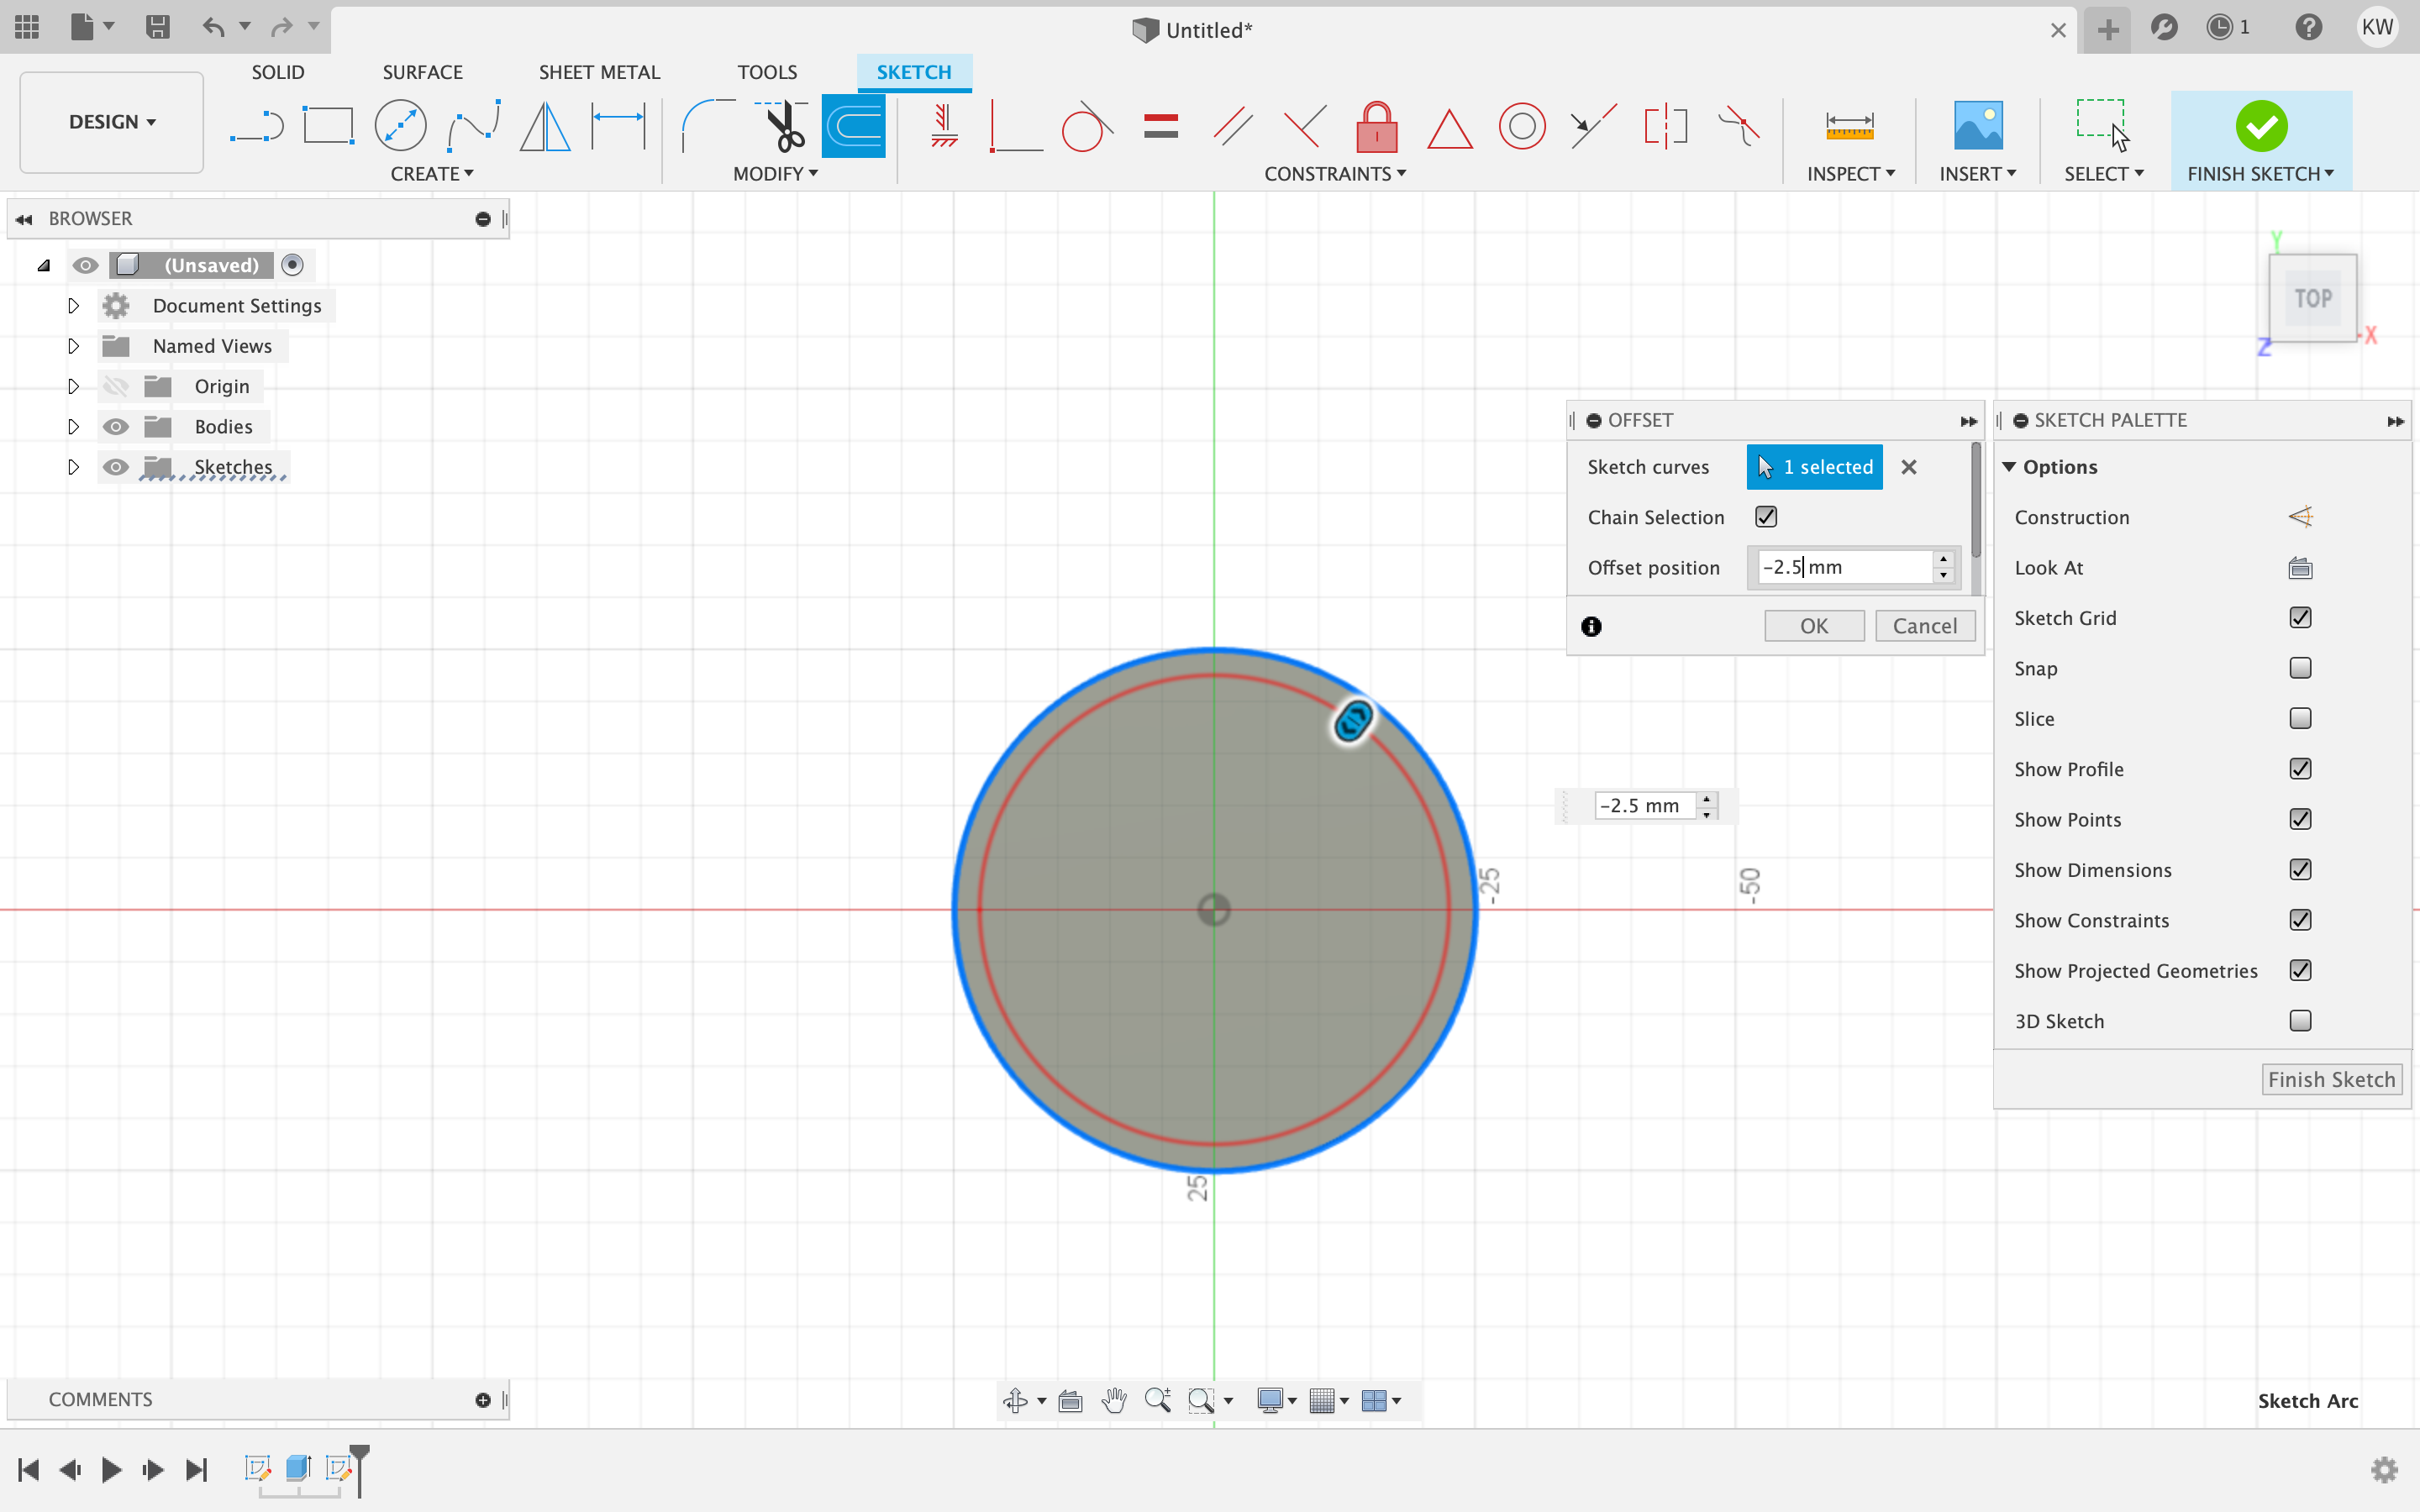 Untitled*
1
KW
SOLID
SURFACE
SHEET METAL
TOOLS
SKETCH
DESIGN
CREATE
MODIFY
CONSTRAINTS
INSPECT
INSERT
SELECT
FINISH SKETCH
BROWSER
(Unsaved)
Document Settings
Named Views
Origin
Bodies
Sketches
Y
TOP
X
Z
OFFSET
Sketch curves
1 selected
Chain Selection
Offset position
-2.5 mm
OK
Cancel
SKETCH PALETTE
Options
Construction
Look At
Sketch Grid
Snap
Slice
Show Profile
Show Points
Show Dimensions
Show Constraints
Show Projected Geometries
3D Sketch
Finish Sketch
-2.5 mm
-25
-50
25
COMMENTS
Sketch Arc